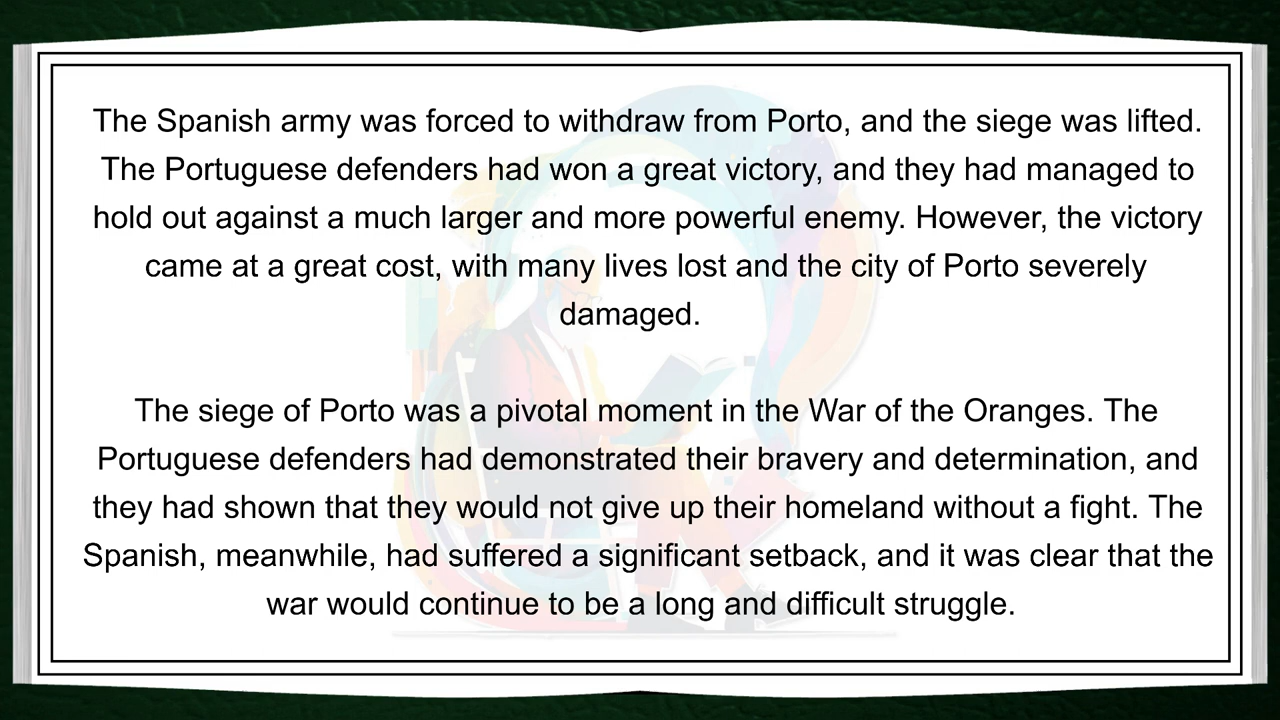 The Spanish army was forced to withdraw from Porto, and the siege was lifted.
The Portuguese defenders had won a great victory, and they had managed to
hold out against a much larger and more powerful enemy. However, the victory
came at a great cost, with many lives lost and the city of Porto severely
damaged.
The siege of Porto was a pivotal moment in the War of the Oranges. The
Portuguese defenders had demonstrated their bravery and determination, and
they had shown that they would not give up their homeland without a fight. The
Spanish, meanwhile, had suffered a significant setback, and it was clear that the
war would continue to be a long and difficult struggle.